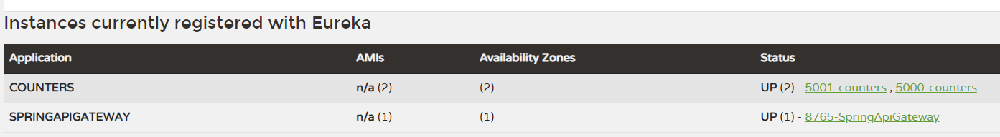 Instances currently registered with Eureka
Application AMIs Availability Zones Status
COUNTERS n/a (2) (2) UP (2) - 5001-counters , 5000-counters
SPRINGAPIGATEWAY n/a (1) (1) UP (1) - 8765-SpringApiGateway